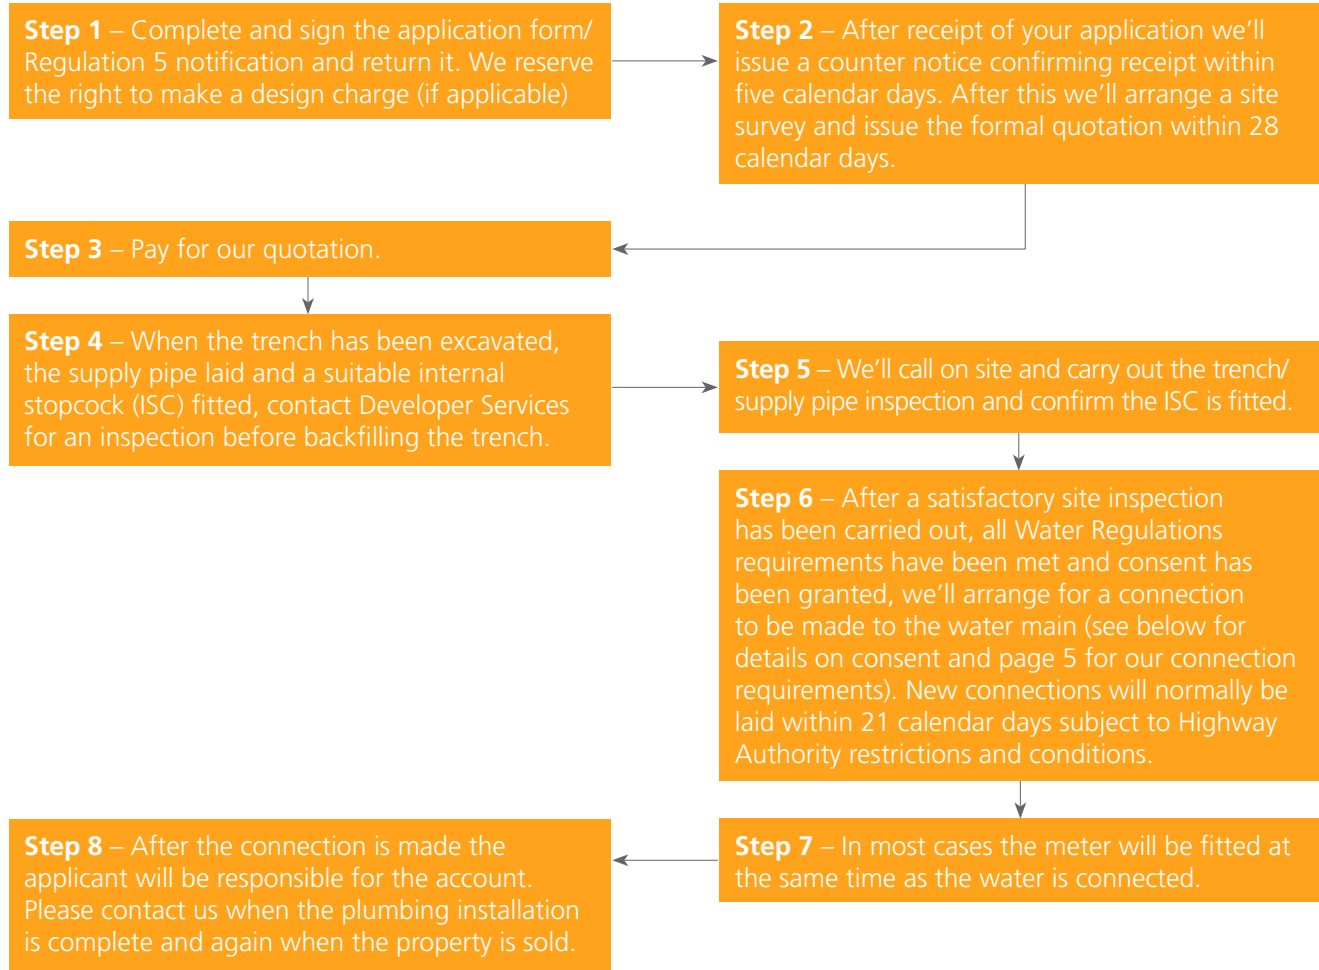 Step 1 – Complete and sign the application form/
Regulation 5 notification and return it. We reserve
the right to make a design charge (if applicable)
Step 2 – After receipt of your application we’ll
issue a counter notice confirming receipt within
five calendar days. After this we’ll arrange a site
survey and issue the formal quotation within 28
calendar days.
Step 3 – Pay for our quotation.
Step 4 – When the trench has been excavated,
the supply pipe laid and a suitable internal
stopcock (ISC) fitted, contact Developer Services
for an inspection before backfilling the trench.
Step 5 – We’ll call on site and carry out the trench/
supply pipe inspection and confirm the ISC is fitted.
Step 6 – After a satisfactory site inspection
has been carried out, all Water Regulations
requirements have been met and consent has
been granted, we’ll arrange for a connection
to be made to the water main (see below for
details on consent and page 5 for our connection
requirements). New connections will normally be
laid within 21 calendar days subject to Highway
Authority restrictions and conditions.
Step 7 – In most cases the meter will be fitted at
the same time as the water is connected.
Step 8 – After the connection is made the
applicant will be responsible for the account.
Please contact us when the plumbing installation
is complete and again when the property is sold.